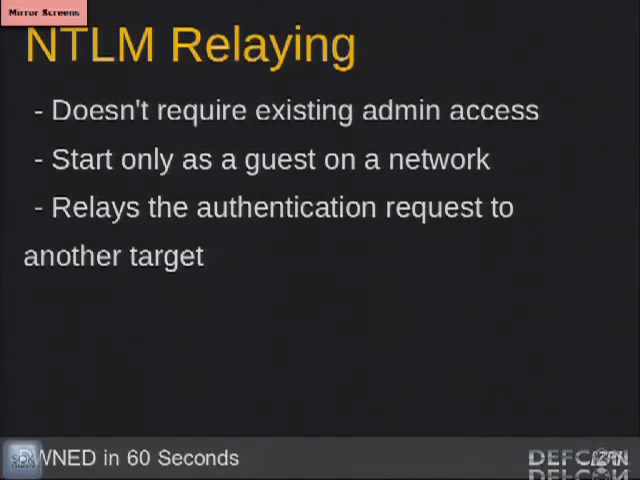 Mirror Screens
NTLM Relaying
- Doesn't require existing admin access
- Start only as a guest on a network
- Relays the authentication request to
another target
WNED in 60 Seconds
DEFCON